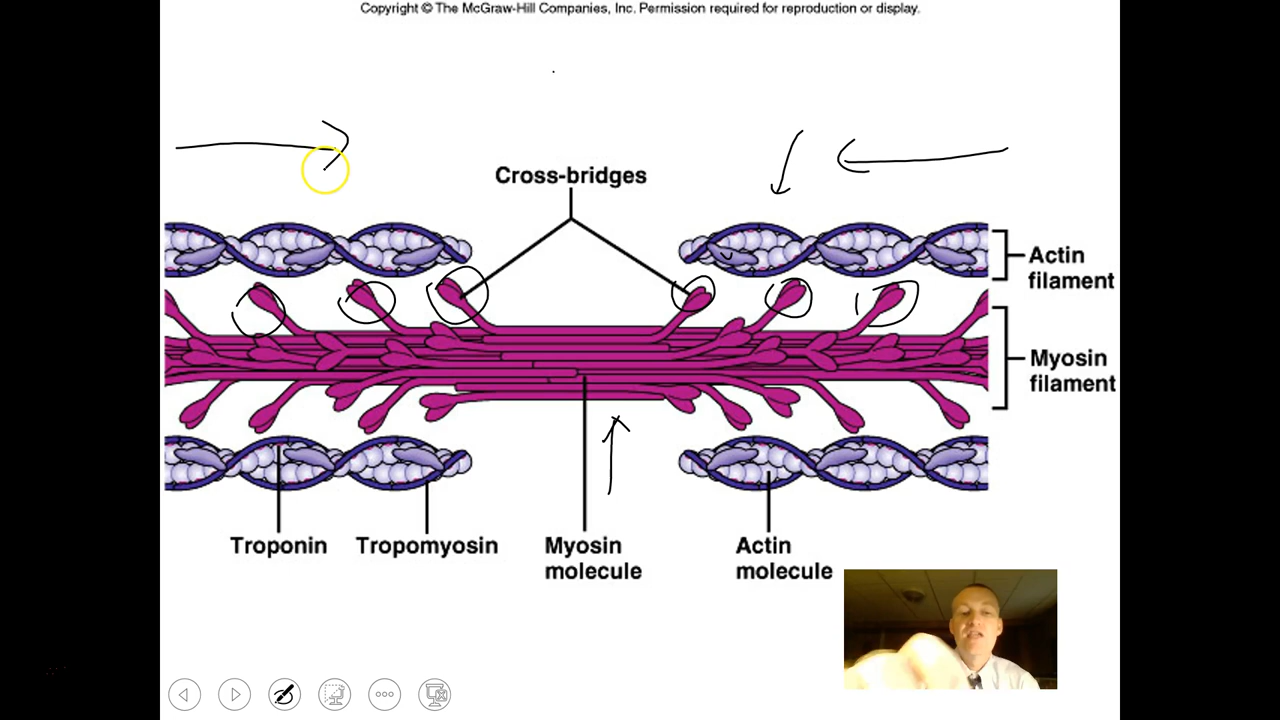 Copyright © The McGraw-Hill Companies, Inc. Permission required for reproduction or display.
Cross-bridges
Actin
filament
Myosin
filament
Troponin
Tropomyosin
Myosin
molecule
Actin
molecule